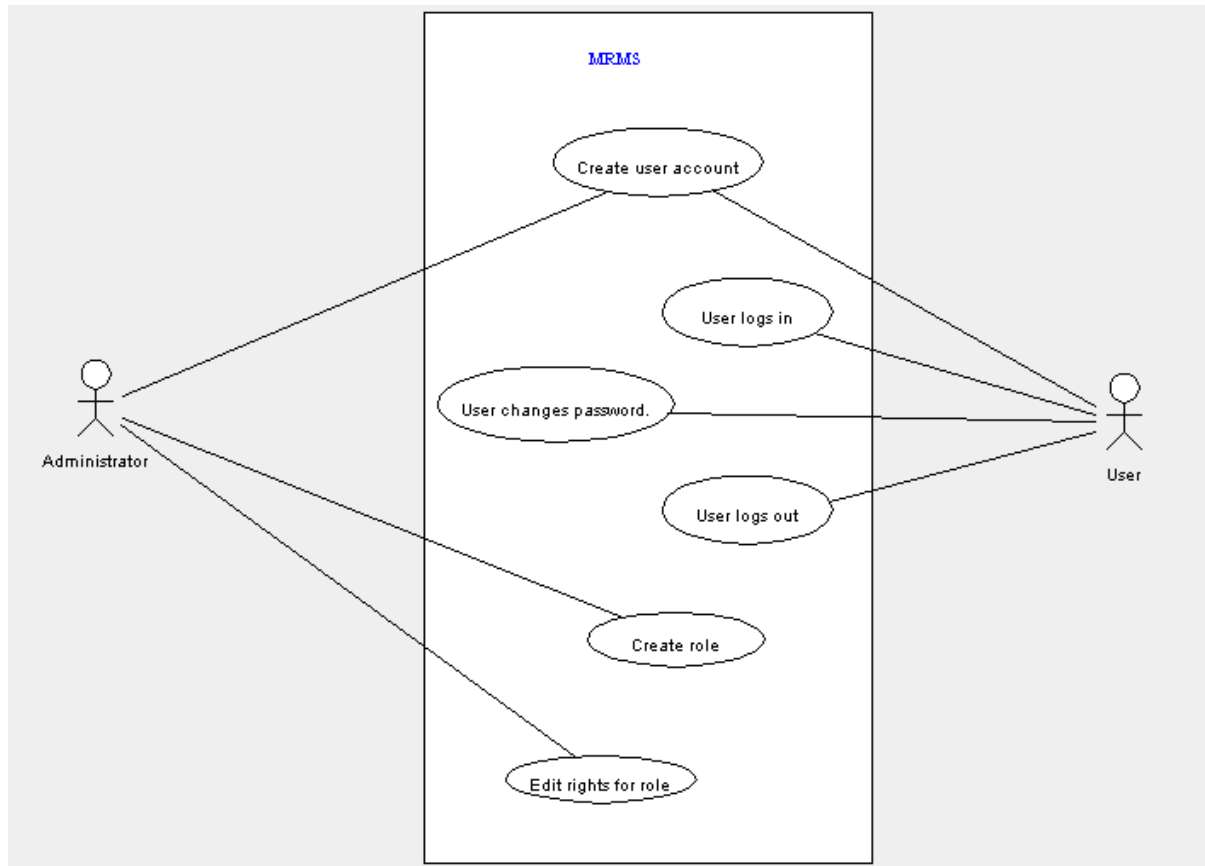 MRMS
Create user account
User logs in
User changes password.
Administrator
User
User logs out
Create role
Edit rights for role